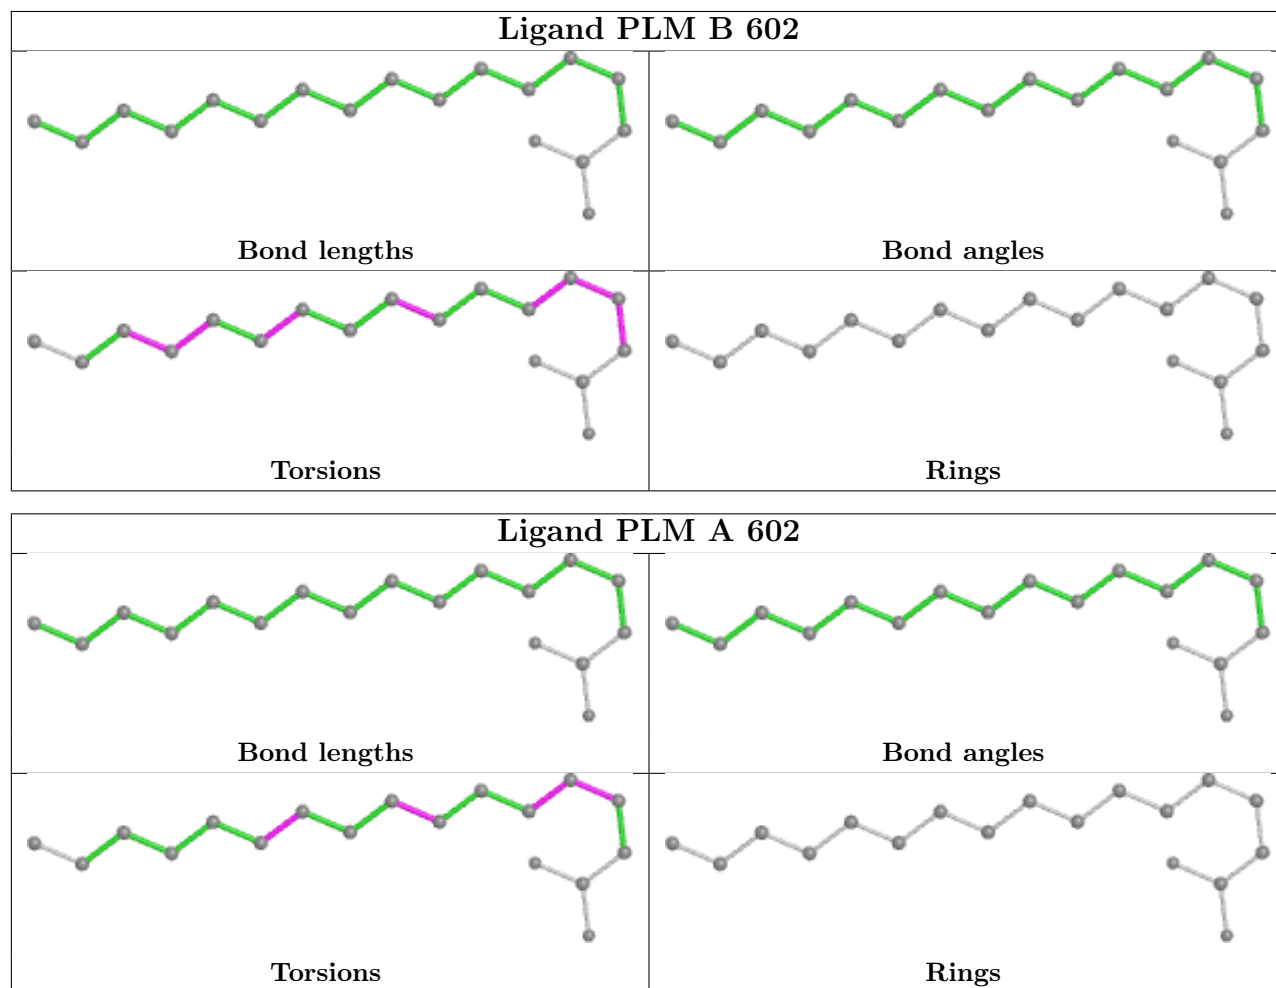 Ligand PLM B 602
Bond lengths
Bond angles
Torsions
Rings
Ligand PLM A 602
Bond lengths
Bond angles
Torsions
Rings